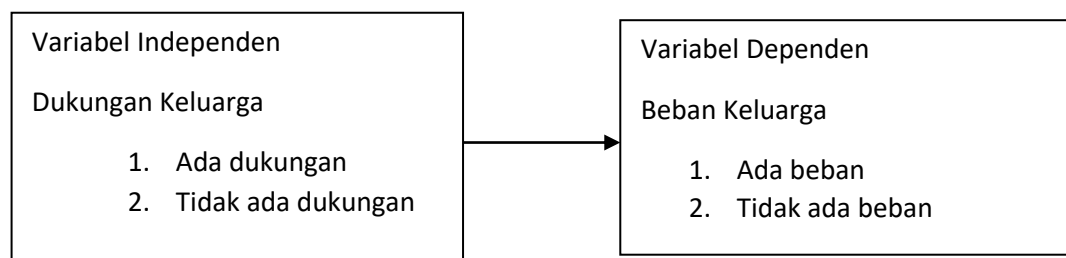 Variabel Independen
Dukungan Keluarga
1. Ada dukungan
2. Tidak ada dukungan
Variabel Dependen
Beban Keluarga
1. Ada beban
2. Tidak ada beban